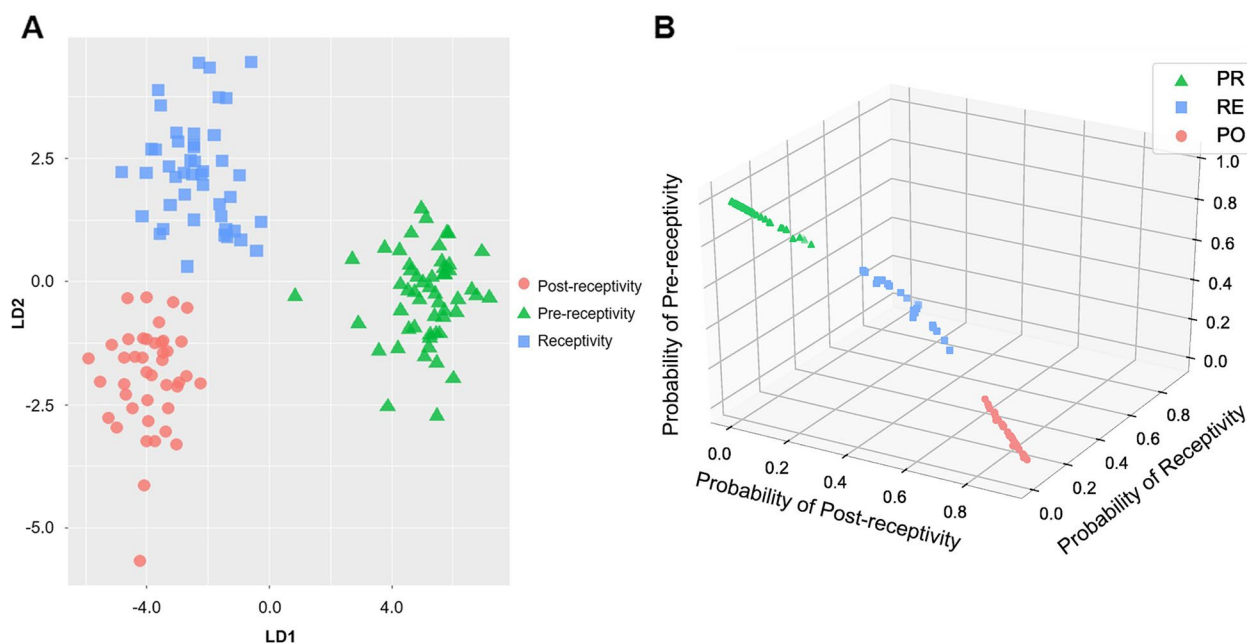 A
2.5
0.0
-2.5
-5.0
LD2
-4.0
0.0
4.0
LD1
Post-receptivity
Pre-receptivity
Receptivity
B
PR
RE
PO
Probability of Pre-receptivity
1.0
0.8
0.6
0.4
0.2
0.0
0.0
0.2
0.4
0.6
0.8
Probability of Post-receptivity
0.0
0.2
0.4
0.6
0.8
Probability of Receptivity